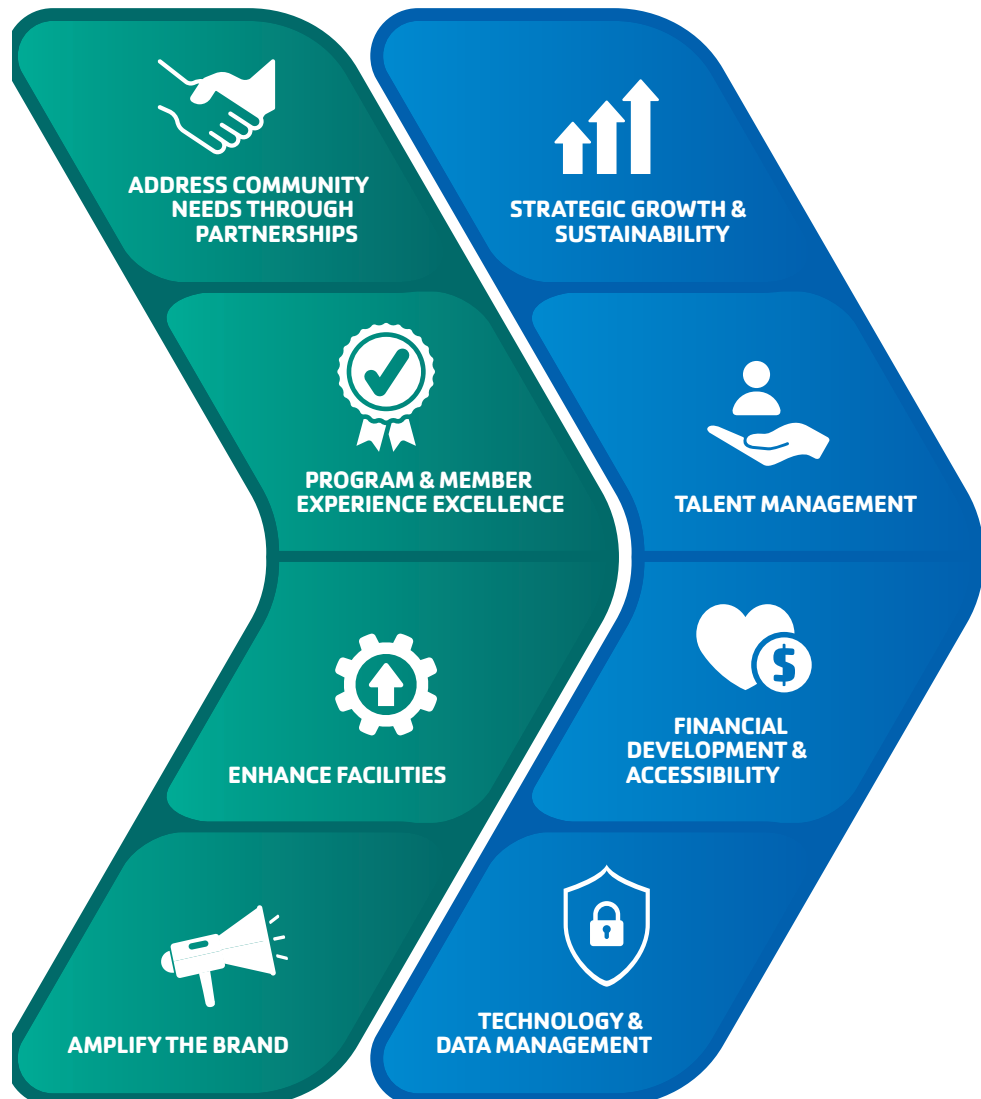 ADDRESS COMMUNITY
NEEDS THROUGH
PARTNERSHIPS
PROGRAM & MEMBER
EXPERIENCE EXCELLENCE
ENHANCE FACILITIES
AMPLIFY THE BRAND
STRATEGIC GROWTH &
SUSTAINABILITY
TALENT MANAGEMENT
$
FINANCIAL
DEVELOPMENT &
ACCESSIBILITY
TECHNOLOGY &
DATA MANAGEMENT